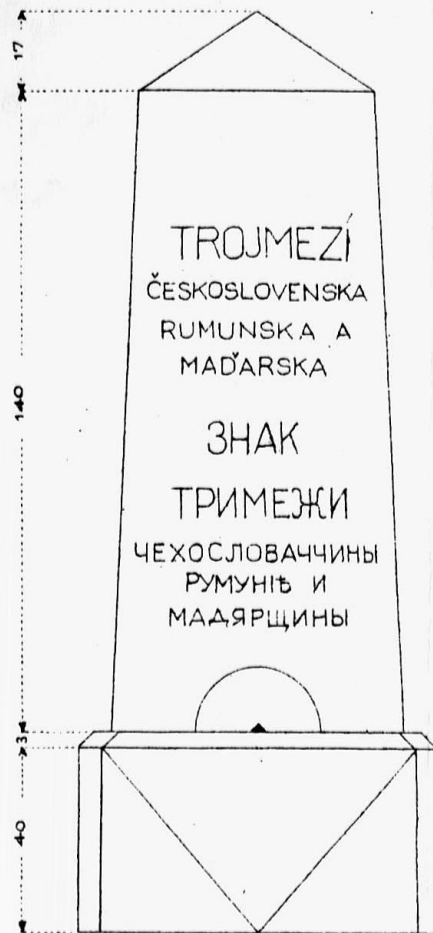 17
140
3
40
TROJMEZÍ
ČESKOSLOVENSKA
RUMUNSKA A
MAĎARSKA
ЗНАК
ТРИМЕЖИ
ЧЕХОСЛОВАЧЧИНЫ
РУМУНІѢ И
МАДЯРЩИНЫ